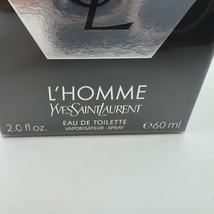 L'HOMME
YVESSAINTLAURENT
EAU DE TOILETTE
2.0 fl.oz. VAPORISATEUR - SPRAY ℮60 ml